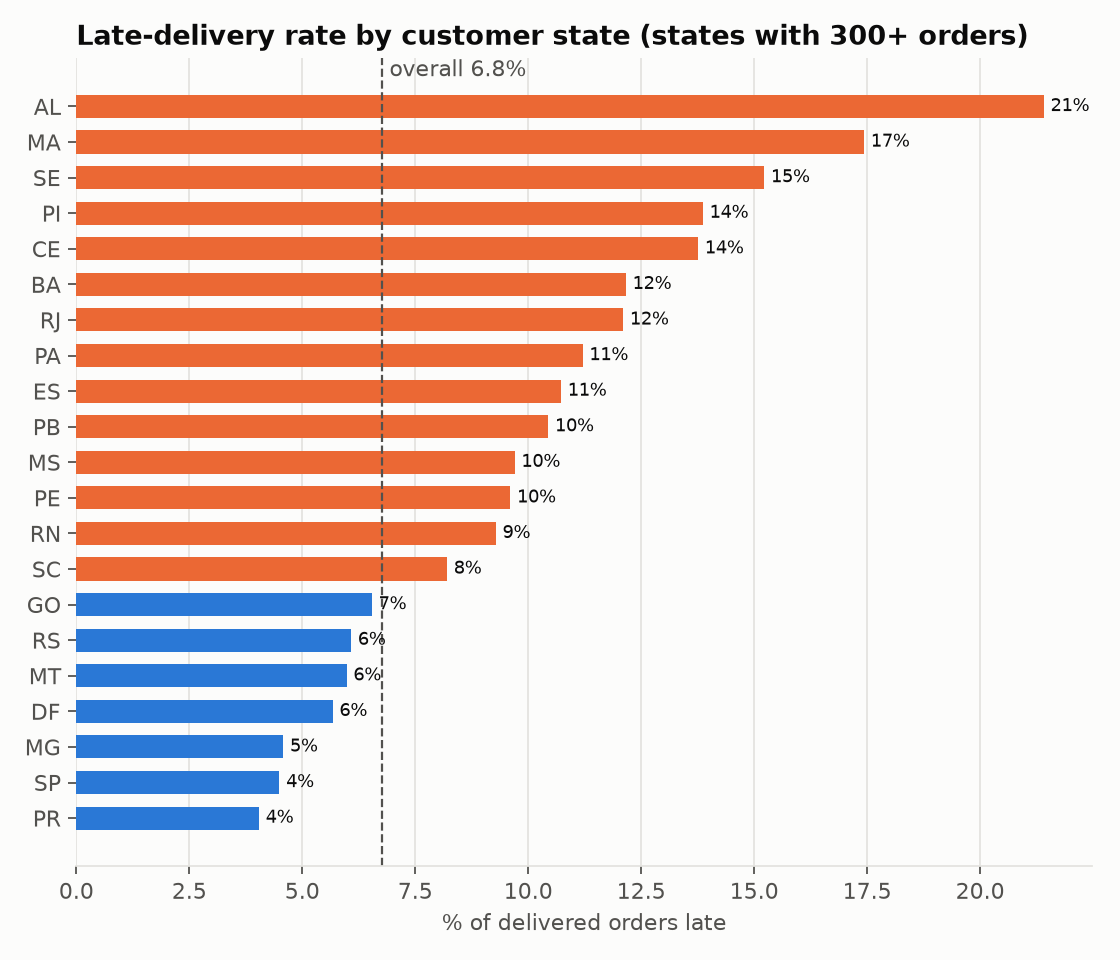 Late-delivery rate by customer state (states with 300+ orders)
overall 6.8%
AL 21%
MA 17%
SE 15%
PI 14%
CE 14%
BA 12%
RJ 12%
PA 11%
ES 11%
PB 10%
MS 10%
PE 10%
RN 9%
SC 8%
GO 7%
RS 6%
MT 6%
DF 6%
MG 5%
SP 4%
PR 4%
0.0 2.5 5.0 7.5 10.0 12.5 15.0 17.5 20.0
% of delivered orders late